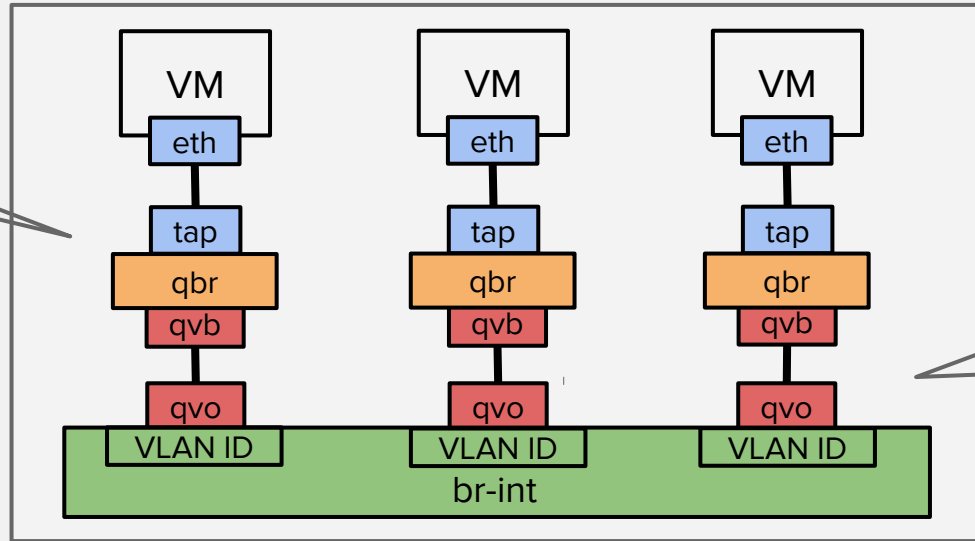 VM VM VM
eth eth eth
tap tap tap
qbr qbr qbr
qvb qvb qvb
qvo qvo qvo
VLAN ID VLAN ID VLAN ID
br-int